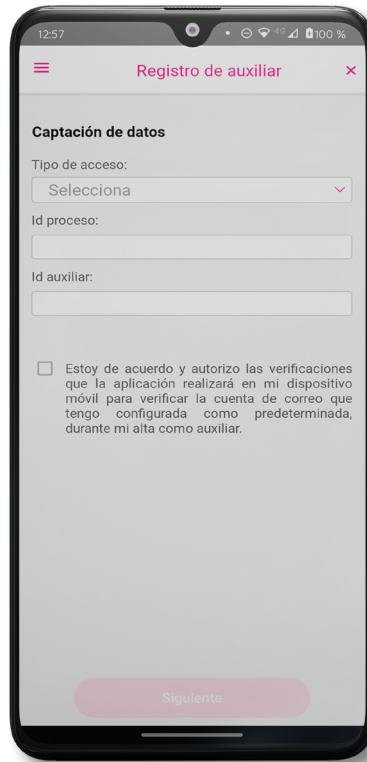 12:57
4G
100 %
Registro de auxiliar
Captación de datos
Tipo de acceso:
Selecciona
Id proceso:
Id auxiliar:
Estoy de acuerdo y autorizo las verificaciones
que la aplicación realizará en mi dispositivo
móvil para verificar la cuenta de correo que
tengo configurada como predeterminada,
durante mi alta como auxiliar.
Siguiente